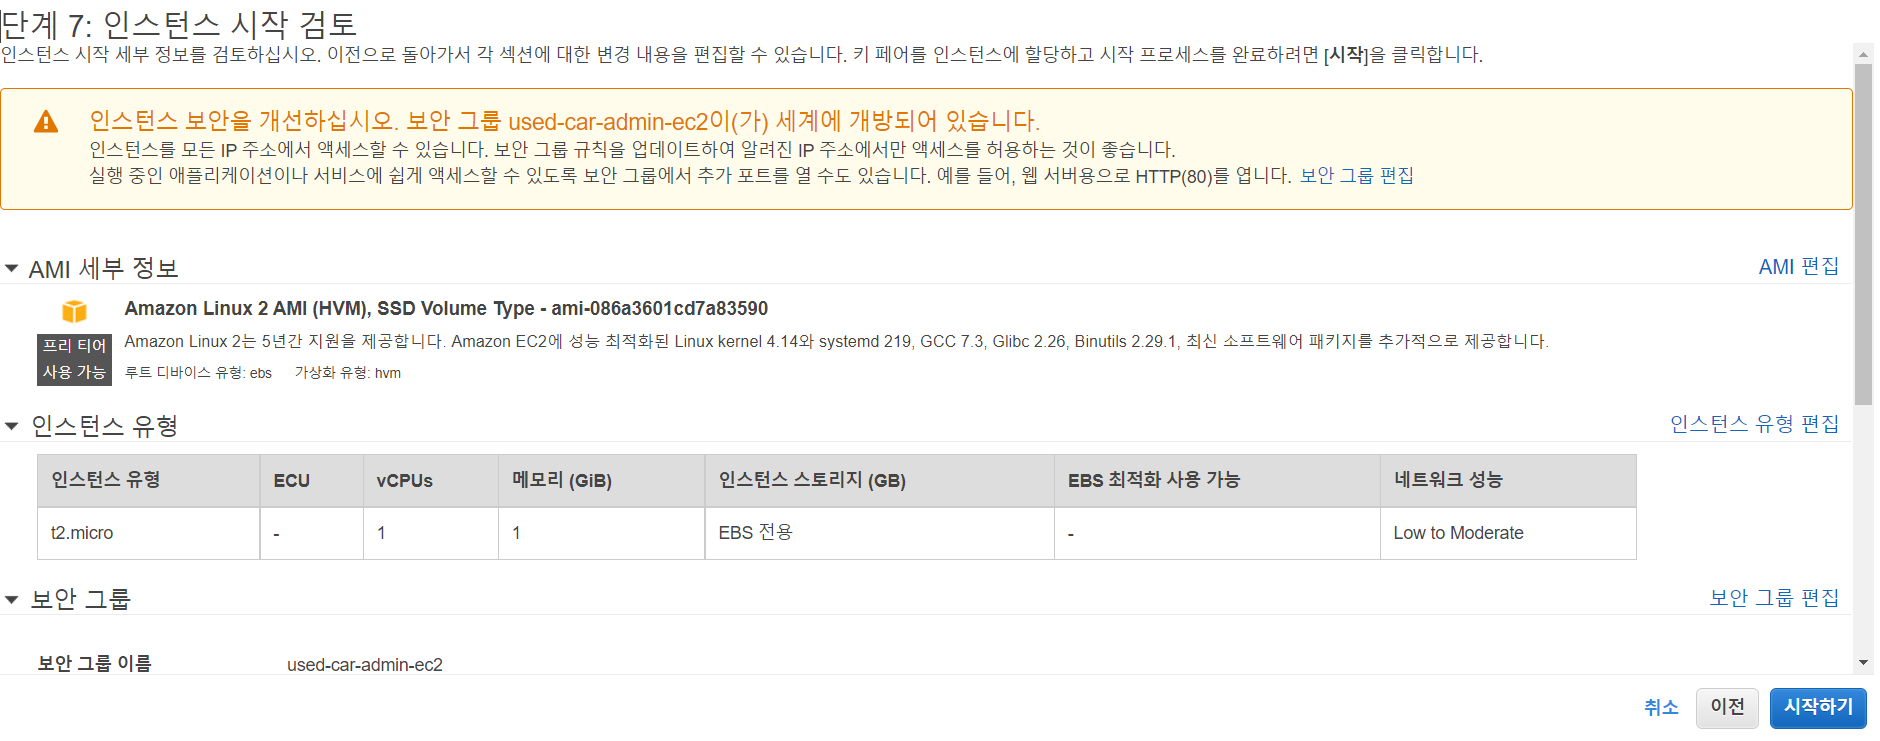 단계 7: 인스턴스 시작 검토
인스턴스 시작 세부 정보를 검토하십시오. 이전으로 돌아가서 각 섹션에 대한 변경 내용을 편집할 수 있습니다. 키 페어를 인스턴스에 할당하고 시작 프로세스를 완료하려면 [시작]을 클릭합니다.
인스턴스 보안을 개선하십시오. 보안 그룹 used-car-admin-ec2이(가) 세계에 개방되어 있습니다.
인스턴스를 모든 IP 주소에서 액세스할 수 있습니다. 보안 그룹 규칙을 업데이트하여 알려진 IP 주소에서만 액세스를 허용하는 것이 좋습니다.
실행 중인 애플리케이션이나 서비스에 쉽게 액세스할 수 있도록 보안 그룹에서 추가 포트를 열 수도 있습니다. 예를 들어, 웹 서버용으로 HTTP(80)를 엽니다. 보안 그룹 편집
AMI 세부 정보 AMI 편집
Amazon Linux 2 AMI (HVM), SSD Volume Type - ami-086a3601cd7a83590
프리 티어
사용 가능
Amazon Linux 2는 5년간 지원을 제공합니다. Amazon EC2에 성능 최적화된 Linux kernel 4.14와 systemd 219, GCC 7.3, Glibc 2.26, Binutils 2.29.1, 최신 소프트웨어 패키지를 추가적으로 제공합니다.
루트 디바이스 유형: ebs 가상화 유형: hvm
인스턴스 유형 인스턴스 유형 편집
인스턴스 유형 ECU vCPUs 메모리 (GiB) 인스턴스 스토리지 (GB) EBS 최적화 사용 가능 네트워크 성능
t2.micro - 1 1 EBS 전용 - Low to Moderate
보안 그룹 보안 그룹 편집
보안 그룹 이름 used-car-admin-ec2
취소 이전 시작하기